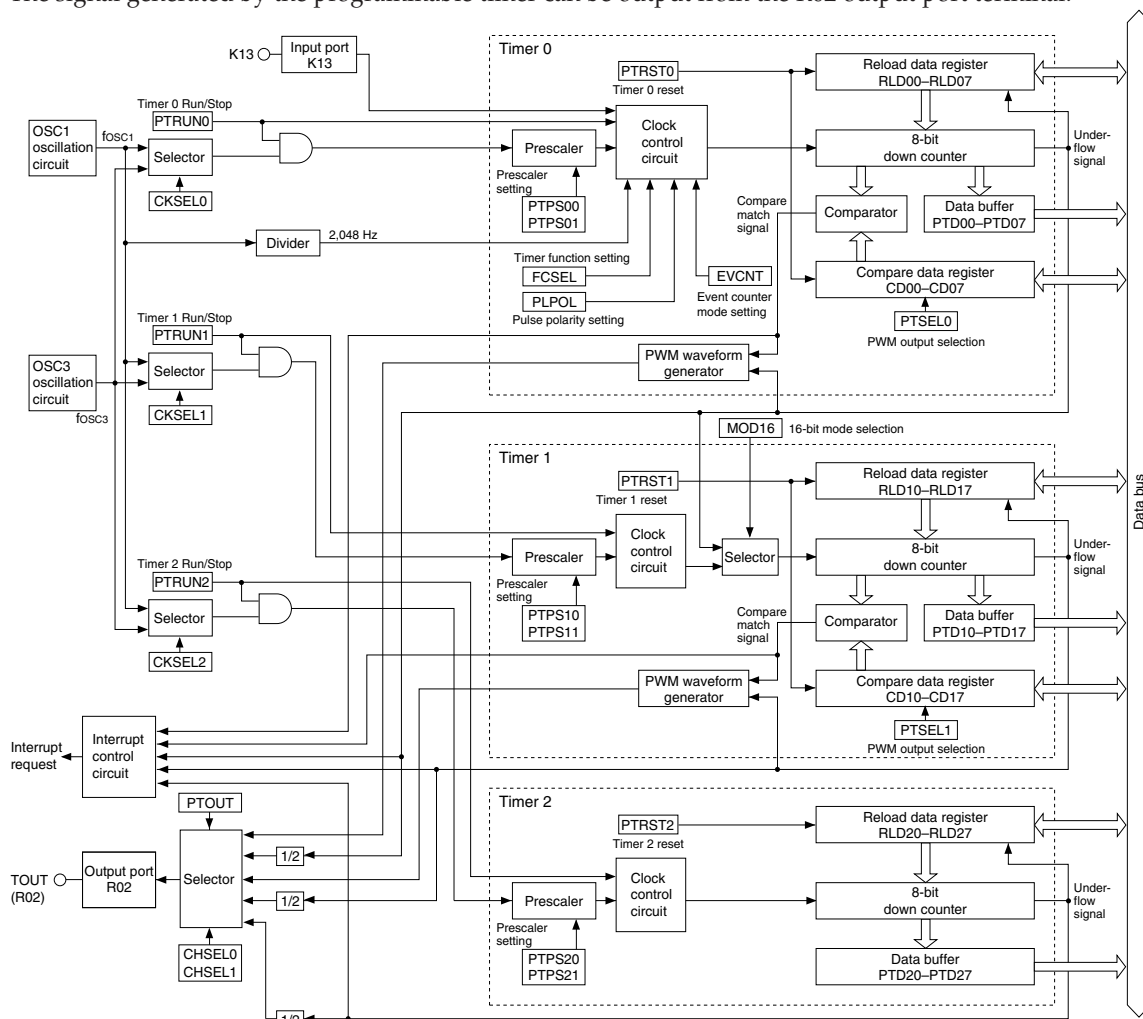 The signal generated by the programmable timer can be output from the R02 output port terminal.
K13
Input port
K13
Timer 0
PTRST0
Timer 0 reset
Reload data register
RLD00–RLD07
Timer 0 Run/Stop
PTRUN0
OSC1
oscillation
circuit
fOSC1
Selector
CKSEL0
Prescaler
Prescaler
setting
PTPS00
PTPS01
Clock
control
circuit
8-bit
down counter
Under-
flow
signal
Compare
match
signal
Comparator
Data buffer
PTD00–PTD07
Divider
2,048 Hz
Timer function setting
FCSEL
PLPOL
Pulse polarity setting
EVCNT
Event counter
mode setting
Compare data register
CD00–CD07
PTSEL0
PWM output selection
Timer 1 Run/Stop
PTRUN1
OSC3
oscillation
circuit
fOSC3
Selector
CKSEL1
PWM waveform
generator
MOD16
16-bit mode selection
Timer 1
PTRST1
Timer 1 reset
Reload data register
RLD10–RLD17
Data bus
Prescaler
Prescaler
setting
PTPS10
PTPS11
Clock
control
circuit
Selector
8-bit
down counter
Under-
flow
signal
Timer 2 Run/Stop
PTRUN2
Selector
CKSEL2
Compare
match
signal
Comparator
Data buffer
PTD10–PTD17
PWM waveform
generator
Compare data register
CD10–CD17
PTSEL1
PWM output selection
Interrupt
request
Interrupt
control
circuit
Timer 2
PTRST2
Timer 2 reset
Reload data register
RLD20–RLD27
PTOUT
TOUT
(R02)
Output port
R02
Selector
1/2
1/2
CHSEL0
CHSEL1
Prescaler
Prescaler
setting
PTPS20
PTPS21
Clock
control
circuit
8-bit
down counter
Under-
flow
signal
Data buffer
PTD20–PTD27
1/2